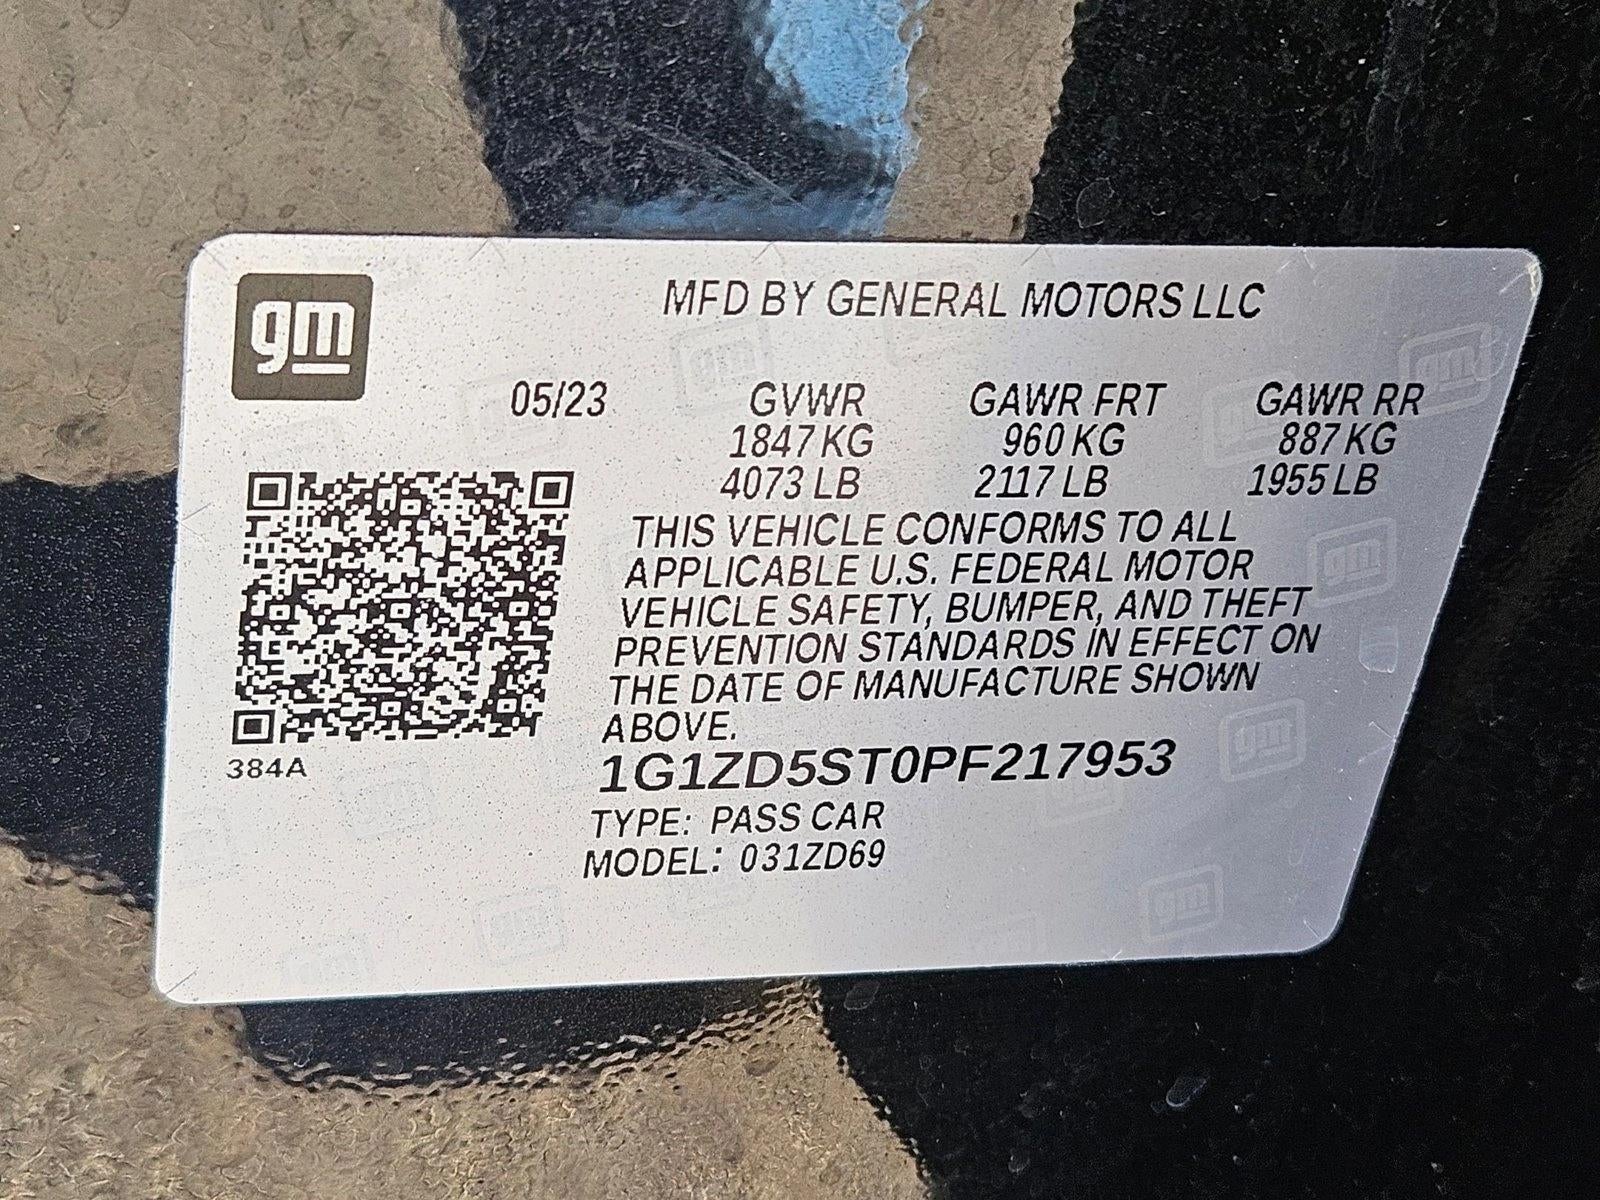 gm
MFD BY GENERAL MOTORS LLC
05/23 GVWR GAWR FRT GAWR RR
1847 KG 960 KG 887 KG
4073 LB 2117 LB 1955 LB
THIS VEHICLE CONFORMS TO ALL
APPLICABLE U.S. FEDERAL MOTOR
VEHICLE SAFETY, BUMPER, AND THEFT
PREVENTION STANDARDS IN EFFECT ON
THE DATE OF MANUFACTURE SHOWN
ABOVE.
384A
1G1ZD5ST0PF217953
TYPE: PASS CAR
MODEL: 031ZD69